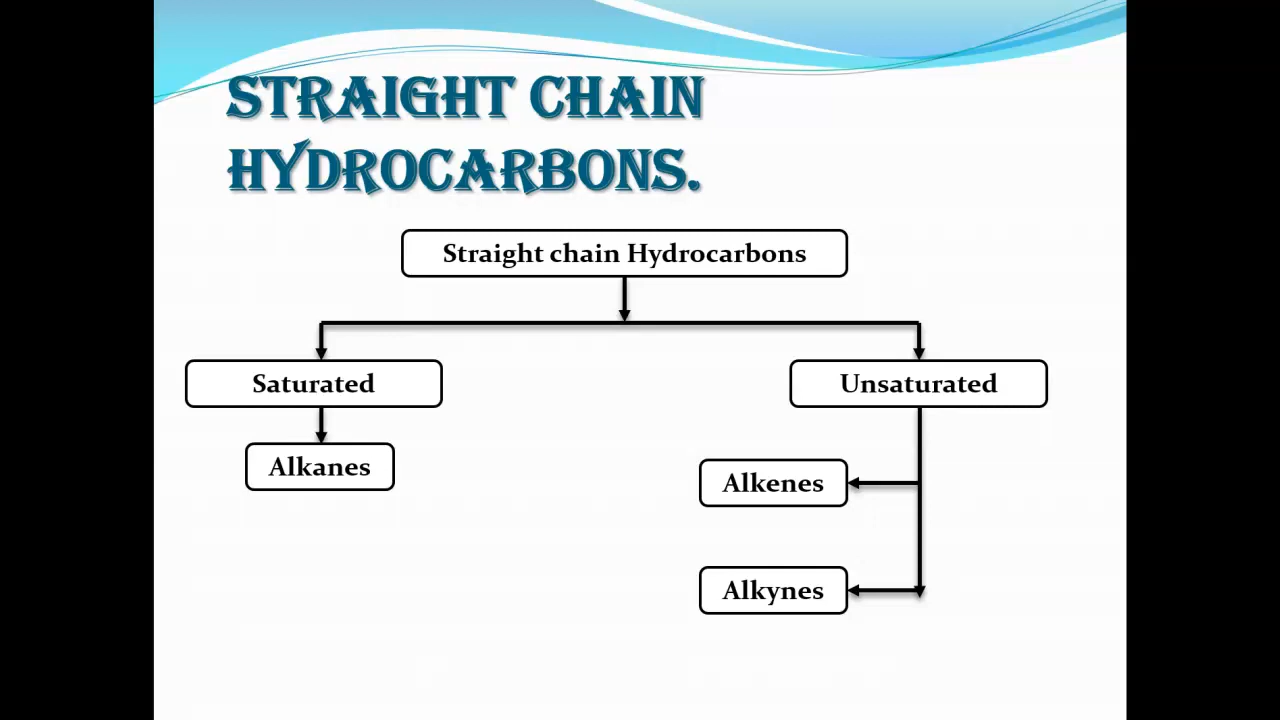 STRAIGHT CHAIN
HYDROCARBONS.
Straight chain Hydrocarbons
Saturated
Unsaturated
Alkanes
Alkenes
Alkynes